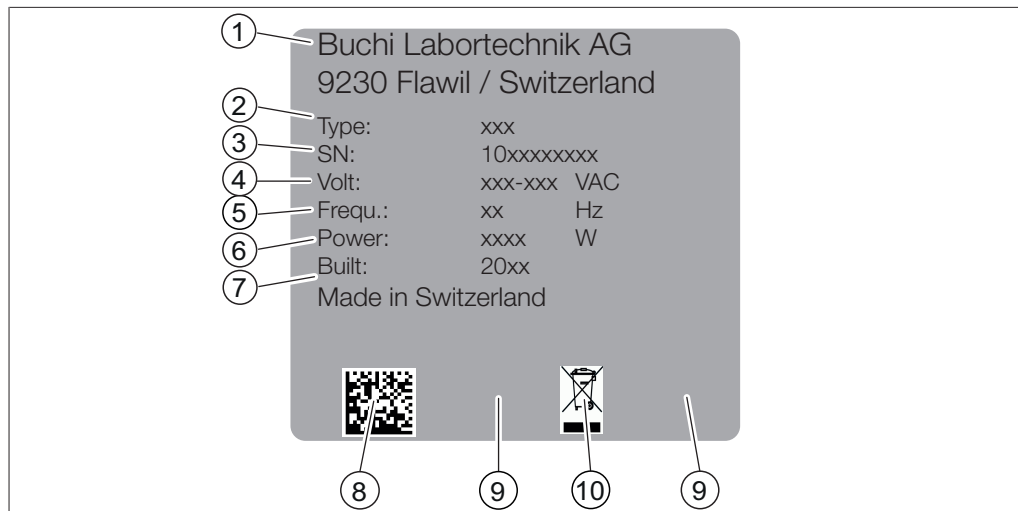 1 Buchi Labortechnik AG
9230 Flawil / Switzerland
2 Type: xxx
3 SN: 10xxxxxxxx
4 Volt: xxx-xxx VAC
5 Frequ.: xx Hz
6 Power: xxxx W
7 Built: 20xx
Made in Switzerland
8 9 10 9